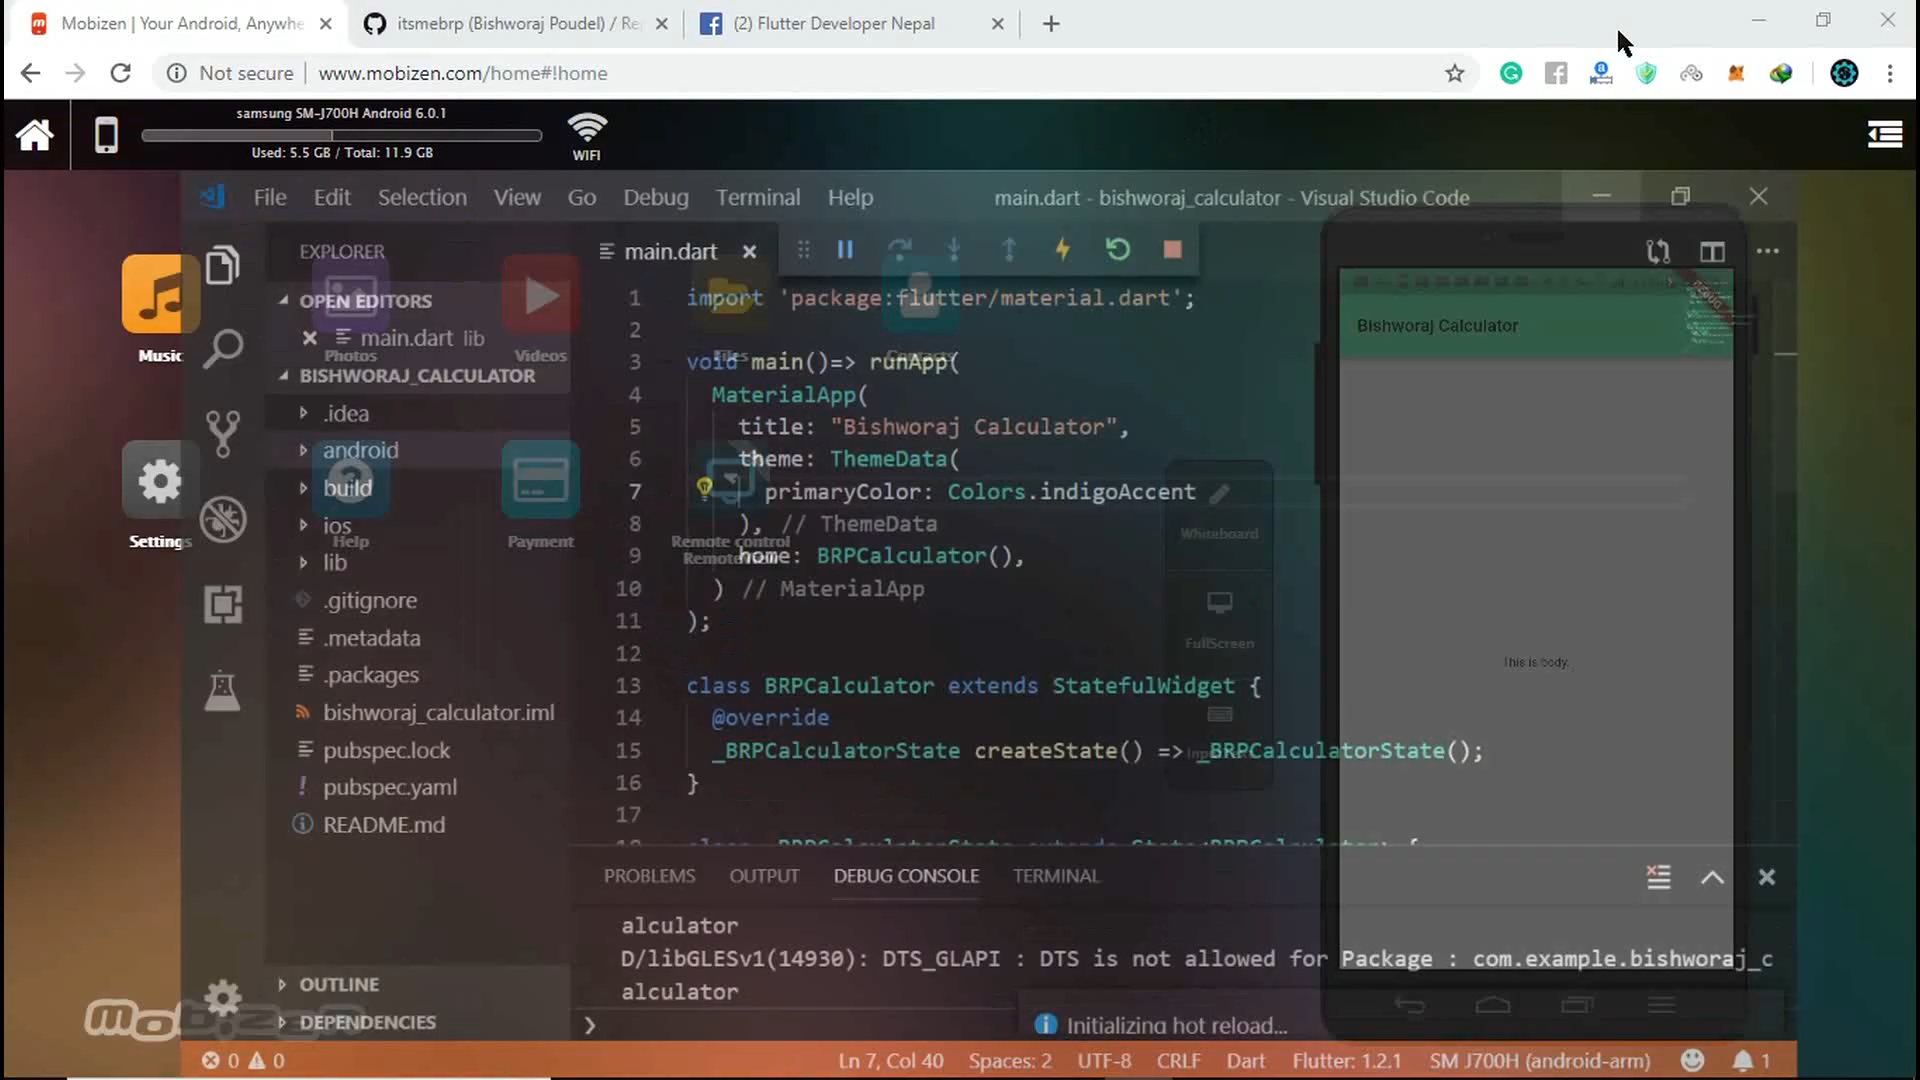 Mobizen | Your Android, Anywhe
itsmebrp (Bishworaj Poudel) / Re
(2) Flutter Developer Nepal
Not secure
www.mobizen.com/home#!home
samsung SM-J700H Android 6.0.1
Used: 5.5 GB / Total: 11.9 GB
WIFI
File Edit Selection View Go Debug Terminal Help
main.dart - bishworaj_calculator - Visual Studio Code
EXPLORER
OPEN EDITORS
main.dart lib
BISHWORAJ_CALCULATOR
.idea
android
build
ios
lib
.gitignore
.metadata
.packages
bishworaj_calculator.iml
pubspec.lock
pubspec.yaml
README.md
OUTLINE
DEPENDENCIES
Music
Photos
Videos
Files
Contacts
Settings
Help
Payment
Remote control
main.dart
1 import 'package:flutter/material.dart';
2
3 void main()=> runApp(
4 MaterialApp(
5 title: "Bishworaj Calculator",
6 theme: ThemeData(
7 primaryColor: Colors.indigoAccent
8 ), // ThemeData
9 home: BRPCalculator(),
10 ) // MaterialApp
11 );
12
13 class BRPCalculator extends StatefulWidget {
14 @override
15 _BRPCalculatorState createState() => _BRPCalculatorState();
16 }
17
18 class _BRPCalculatorState extends State<BRPCalculator> {
Whiteboard
FullScreen
Bishworaj Calculator
This is body.
PROBLEMS OUTPUT DEBUG CONSOLE TERMINAL
alculator
D/libGLESv1(14930): DTS_GLAPI : DTS is not allowed for Package : com.example.bishworaj_c
alculator
Initializing hot reload...
mobizen
0 0
Ln 7, Col 40 Spaces: 2 UTF-8 CRLF Dart Flutter: 1.2.1 SM J700H (android-arm) 1